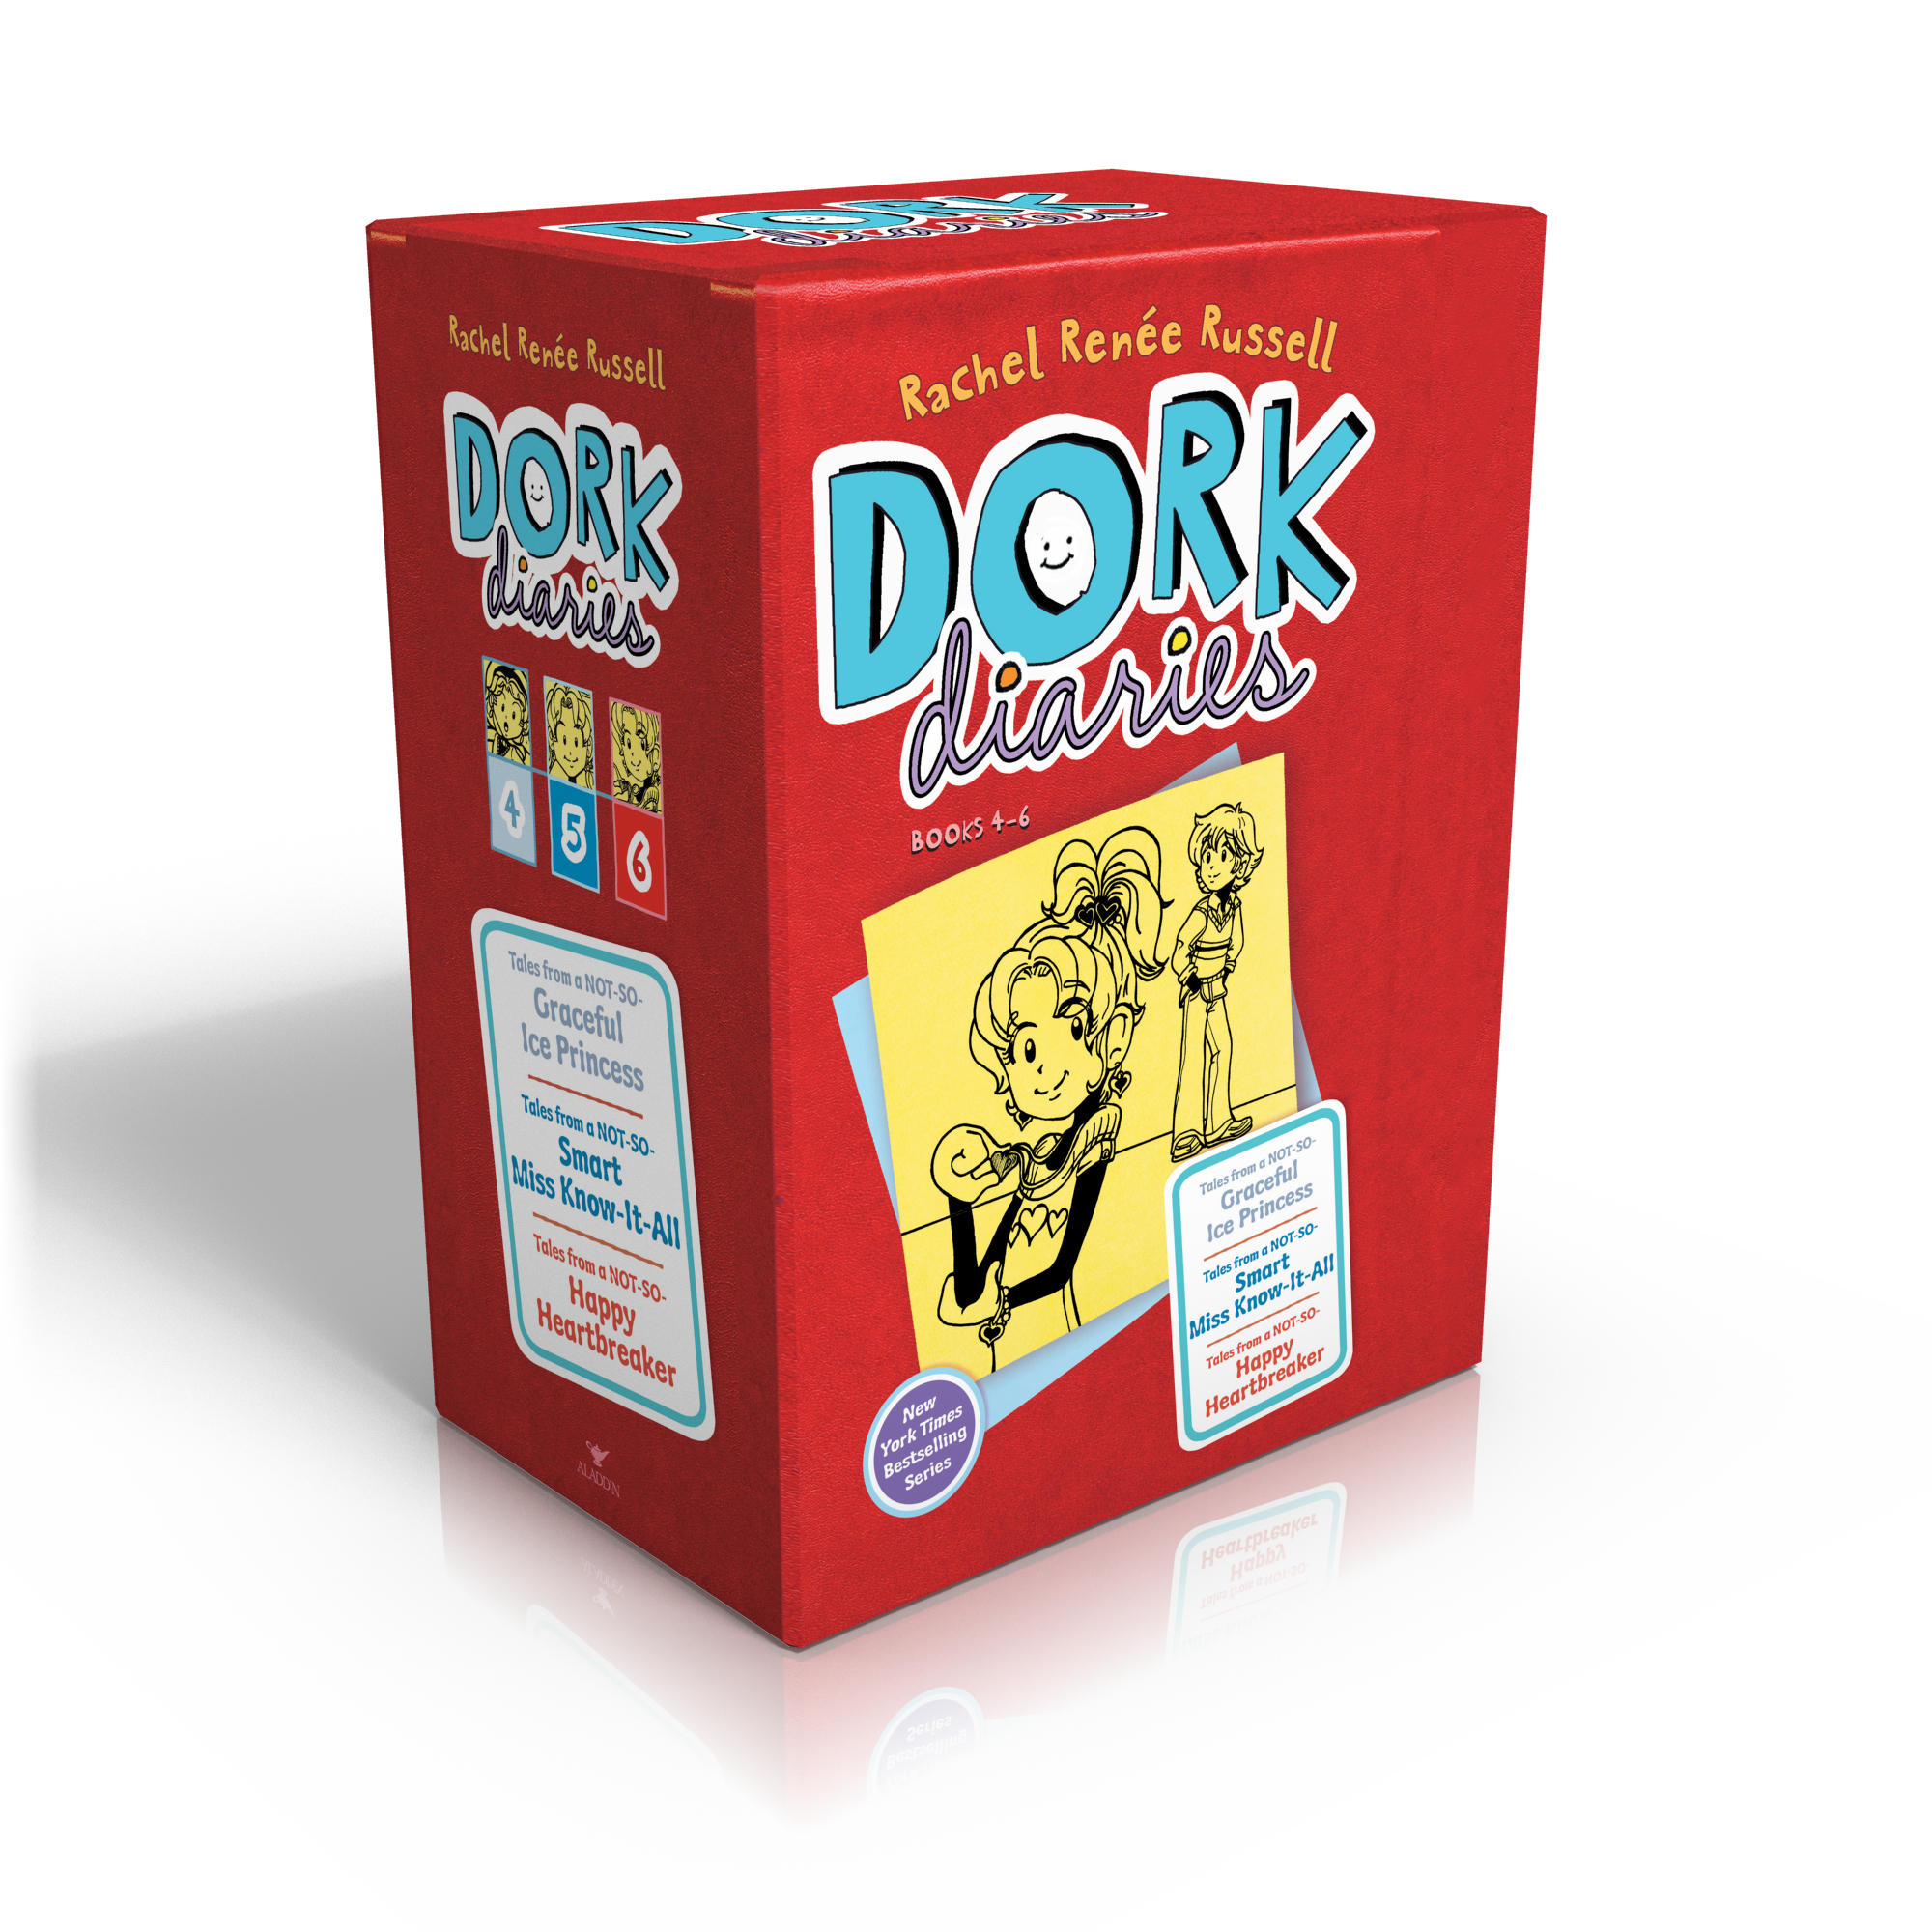 DORK
diaries
Rachel Renée Russell
DORK
diaries
4
5
6
Tales from a NOT-SO-
Graceful
Ice Princess
Tales from a NOT-SO-
Smart
Miss Know-It-All
Tales from a NOT-SO-
Happy
Heartbreaker
ALADDIN
Rachel Renée Russell
DORK
diaries
BOOKS 4–6
Tales from a NOT-SO-
Graceful
Ice Princess
Tales from a NOT-SO-
Smart
Miss Know-It-All
Tales from a NOT-SO-
Happy
Heartbreaker
New
York Times
Bestselling
Series